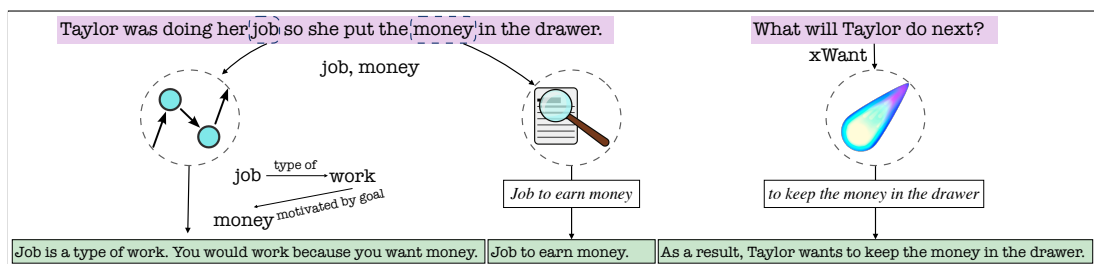 Taylor was doing her job so she put the money in the drawer.
What will Taylor do next?
job, money
xWant
job type of work
motivated by goal
money
Job to earn money
to keep the money in the drawer
Job is a type of work. You would work because you want money.
Job to earn money.
As a result, Taylor wants to keep the money in the drawer.